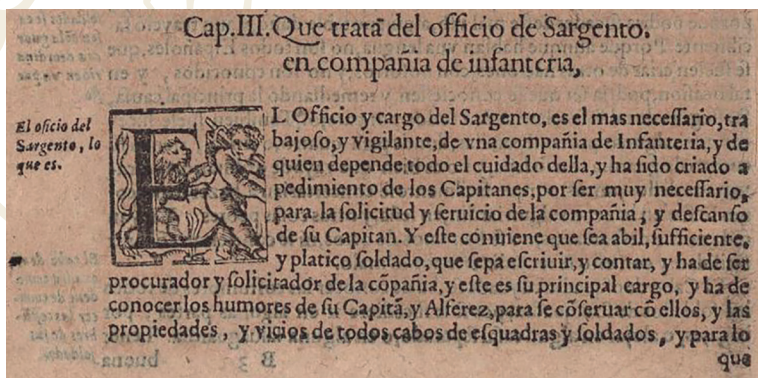 Cap.III. Que tratã del officio de Sargento.
en compania de infanteria,
El oficio del
Sargento, lo
que es.
EL Officio y cargo del Sargento, es el mas neceſſario, tra
bajoſo, y vigilante, de vna compañia de Infanteria, y de
quien depende todo el cuidado della, y ha ſido criado a
pedimiento de los Capitanes, por ſer muy neceſſario,
para la ſolicitud y ſeruicio de la compañia, y deſcanſo
de ſu Capitan. Y eſte conuiene que ſea abil, ſufficiente,
y platico ſoldado, que ſepa eſcriuir, y contar, y ha de ſer
procurador y ſolicitador de la cõpañia, y eſte es ſu principal cargo, y ha de
conocer los humores de ſu Capitã, y Alferez, para ſe cõſeruar cõ ellos, y las
propiedades, y vicios de todos cabos de eſquadras y ſoldados, y para lo
que